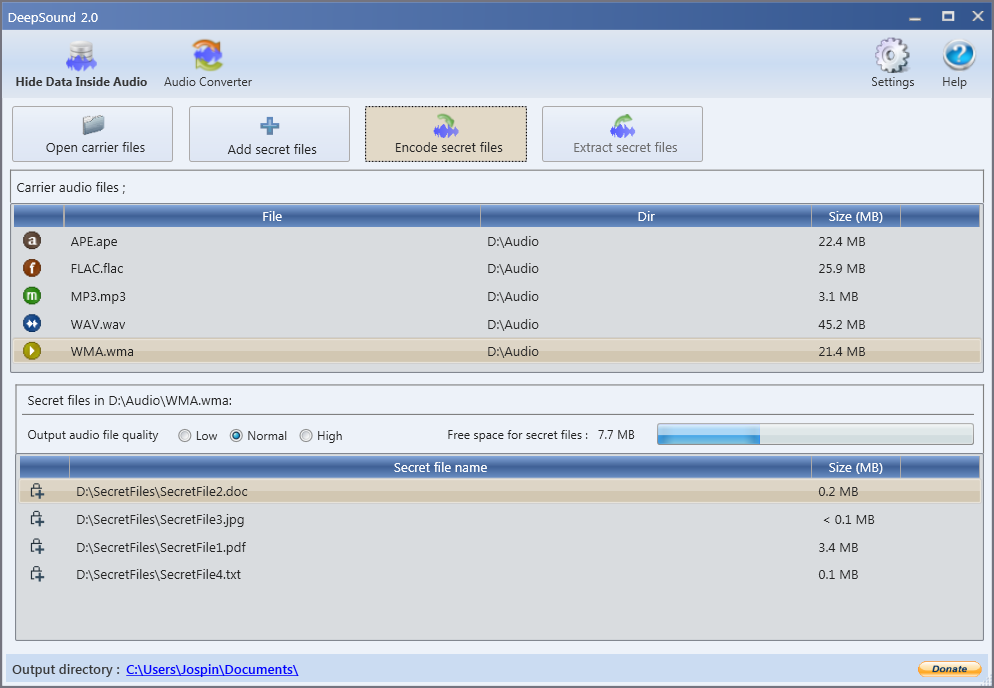 DeepSound 2.0
Hide Data Inside Audio Audio Converter Settings Help
Open carrier files Add secret files Encode secret files Extract secret files
Carrier audio files ;
File Dir Size (MB)
a APE.ape D:\Audio 22.4 MB
f FLAC.flac D:\Audio 25.9 MB
m MP3.mp3 D:\Audio 3.1 MB
WAV.wav D:\Audio 45.2 MB
WMA.wma D:\Audio 21.4 MB
Secret files in D:\Audio\WMA.wma:
Output audio file quality Low Normal High Free space for secret files : 7.7 MB
Secret file name Size (MB)
D:\SecretFiles\SecretFile2.doc 0.2 MB
D:\SecretFiles\SecretFile3.jpg < 0.1 MB
D:\SecretFiles\SecretFile1.pdf 3.4 MB
D:\SecretFiles\SecretFile4.txt 0.1 MB
Output directory : C:\Users\Jospin\Documents\ Donate